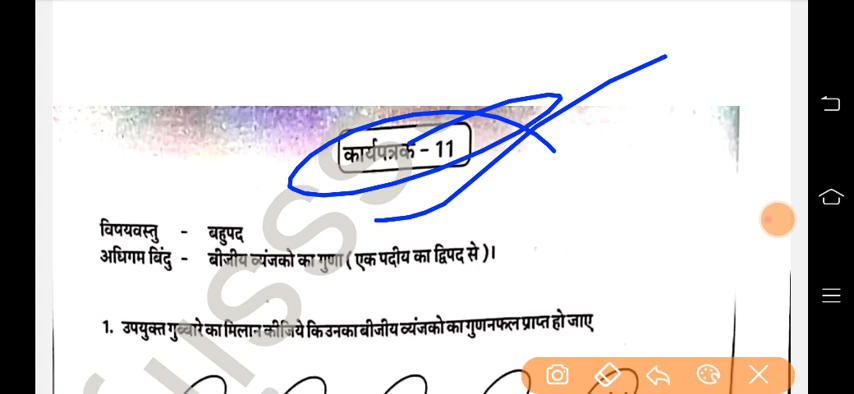 कार्यपत्रक - 11
विषयवस्तु - बहुपद
अधिगम बिंदु - बीजीय व्यंजको का गुणा ( एक पदीय का द्विपद से )।
1. उपयुक्त गुब्बारे का मिलान कीजिये कि उनका बीजीय व्यंजको का गुणनफल प्राप्त हो जाए